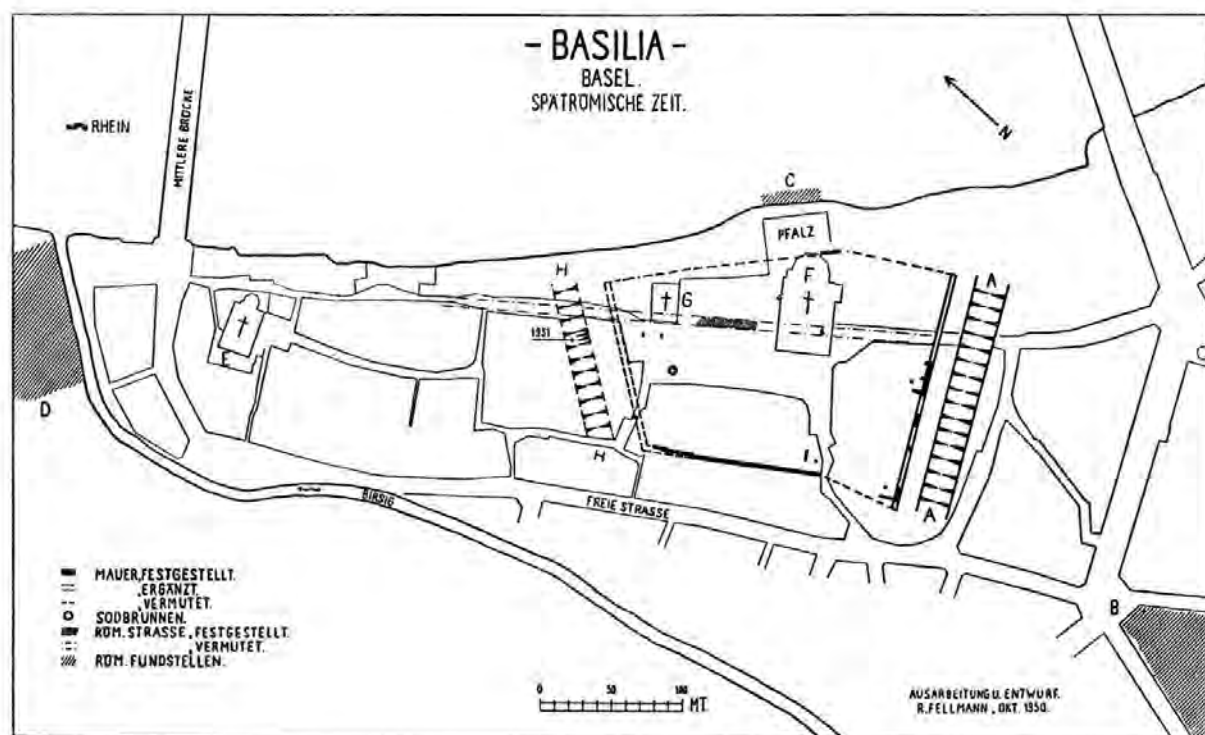 - BASILIA -
BASEL.
SPÄTRÖMISCHE ZEIT.
RHEIN
MITTLERE BRÜCKE
N
C
PFALZ
H
F
A
G
1931
E
D
H
BIRSIG
FREIE STRASSE
A
B
MAUER, FESTGESTELLT.
,ERGÄNZT.
,VERMUTET.
SODBRUNNEN.
RÖM. STRASSE, FESTGESTELLT.
,VERMUTET.
RÖM. FUNDSTELLEN.
0 50 100
MT.
AUSARBEITUNG U. ENTWURF.
R. FELLMANN, OKT. 1950.